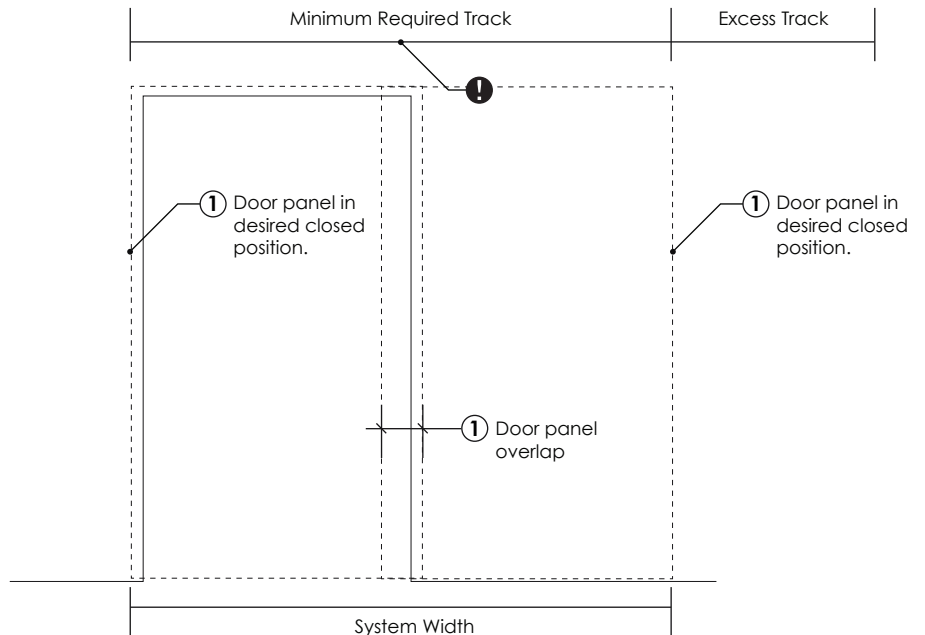 Minimum Required Track
Excess Track
!
1 Door panel in
desired closed
position.
1 Door panel in
desired closed
position.
1 Door panel
overlap
System Width